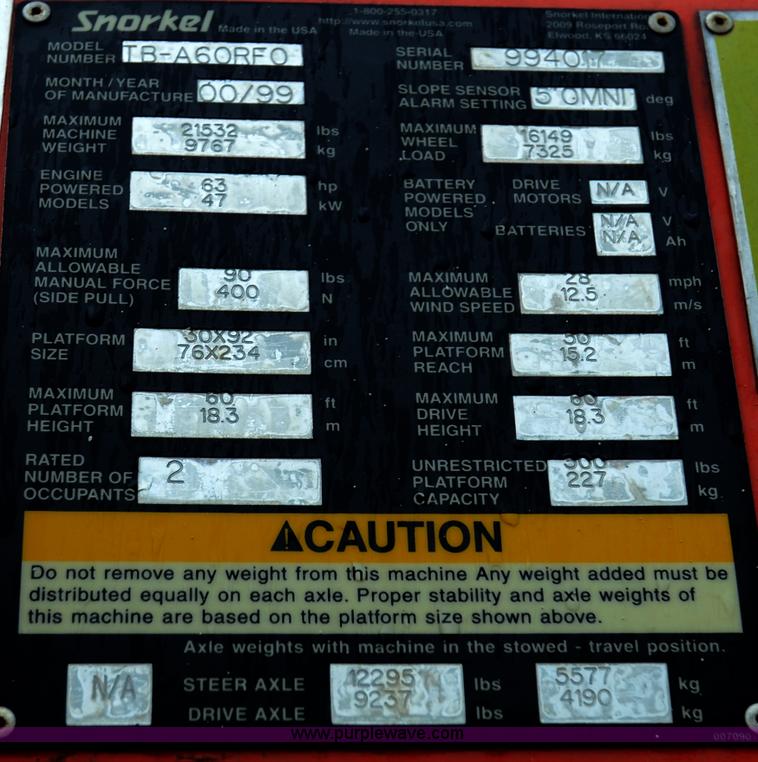 Snorkel Made in the USA
1-800-255-0317
http://www.snorkelusa.com
Made in the USA
Snorkel International
2009 Roseport Rd
Elwood, KS 66024
MODEL
NUMBER TB-A60RFO
SERIAL
NUMBER
MONTH / YEAR
OF MANUFACTURE 00/99
SLOPE SENSOR
ALARM SETTING 5 OMNI deg
MAXIMUM
MACHINE
WEIGHT
21532 lbs
9767 kg
MAXIMUM
WHEEL
LOAD
16149 lbs
7325 kg
ENGINE
POWERED
MODELS
63 hp
47 kW
BATTERY
POWERED
MODELS
ONLY
DRIVE
MOTORS N/A V
BATTERIES
N/A V
N/A Ah
MAXIMUM
ALLOWABLE
MANUAL FORCE
(SIDE PULL)
90 lbs
400 N
MAXIMUM
ALLOWABLE
WIND SPEED
28 mph
12.5 m/s
PLATFORM
SIZE
30X92 in
76X234 cm
MAXIMUM
PLATFORM
REACH
50 ft
15.2 m
MAXIMUM
PLATFORM
HEIGHT
60 ft
18.3 m
MAXIMUM
DRIVE
HEIGHT
60 ft
18.3 m
RATED
NUMBER OF
OCCUPANTS 2
UNRESTRICTED
PLATFORM
CAPACITY
500 lbs
227 kg
CAUTION
Do not remove any weight from this machine Any weight added must be
distributed equally on each axle. Proper stability and axle weights of
this machine are based on the platform size shown above.
Axle weights with machine in the stowed - travel position.
N/A
STEER AXLE 12295 lbs 5577 kg
DRIVE AXLE 9237 lbs 4190 kg
www.purplewave.com
007090